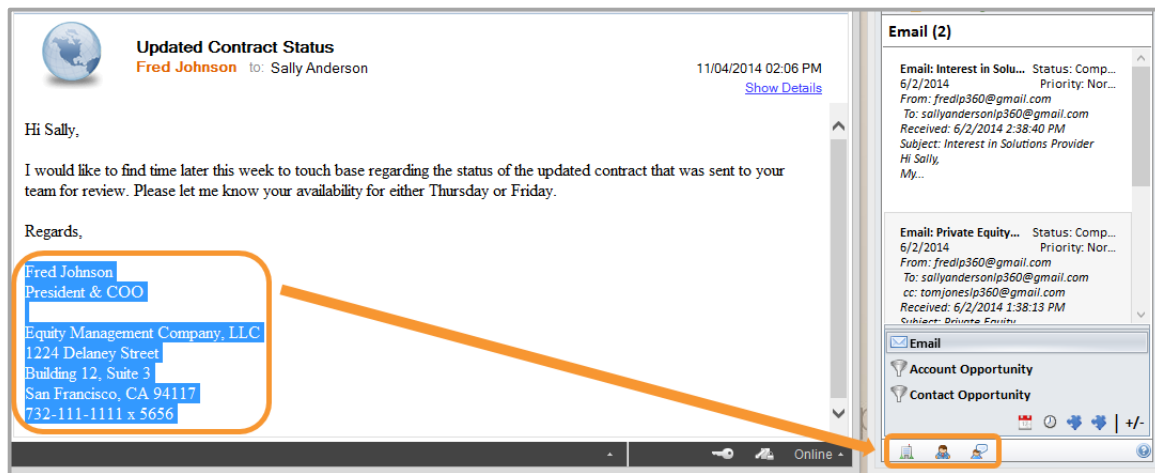 Updated Contract Status
Fred Johnson to: Sally Anderson
11/04/2014 02:06 PM
Show Details
Hi Sally,
I would like to find time later this week to touch base regarding the status of the updated contract that was sent to your
team for review. Please let me know your availability for either Thursday or Friday.
Regards,
Fred Johnson
President & COO
Equity Management Company, LLC
1224 Delaney Street
Building 12, Suite 3
San Francisco, CA 94117
732-111-1111 x 5656
Online
Email (2)
Email: Interest in Solu... Status: Comp...
6/2/2014 Priority: Nor...
From: fredlp360@gmail.com
To: sallyandersonlp360@gmail.com
Received: 6/2/2014 2:38:40 PM
Subject: Interest in Solutions Provider
Hi Sally,
My...
Email: Private Equity... Status: Comp...
6/2/2014 Priority: Nor...
From: fredlp360@gmail.com
To: sallyandersonlp360@gmail.com
cc: tomjoneslp360@gmail.com
Received: 6/2/2014 1:38:13 PM
Subject: Private Equity
Email
Account Opportunity
Contact Opportunity
+/-